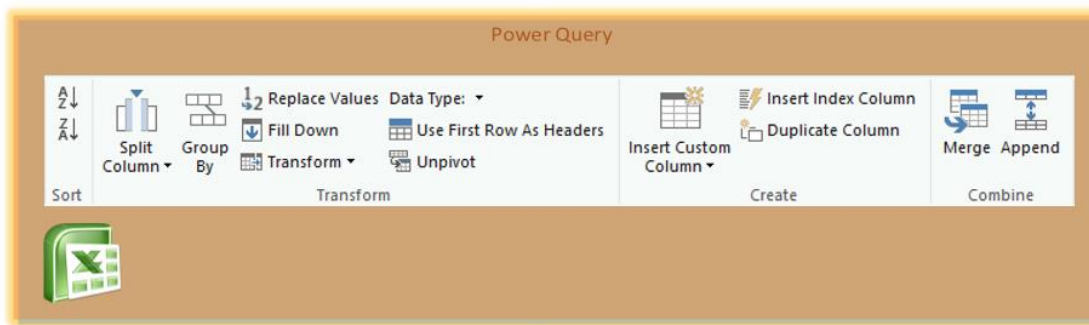 Power Query
Replace Values
Data Type:
Fill Down
Use First Row As Headers
Split
Column
Group
By
Transform
Unpivot
Insert Index Column
Duplicate Column
Insert Custom
Column
Merge
Append
Sort
Transform
Create
Combine